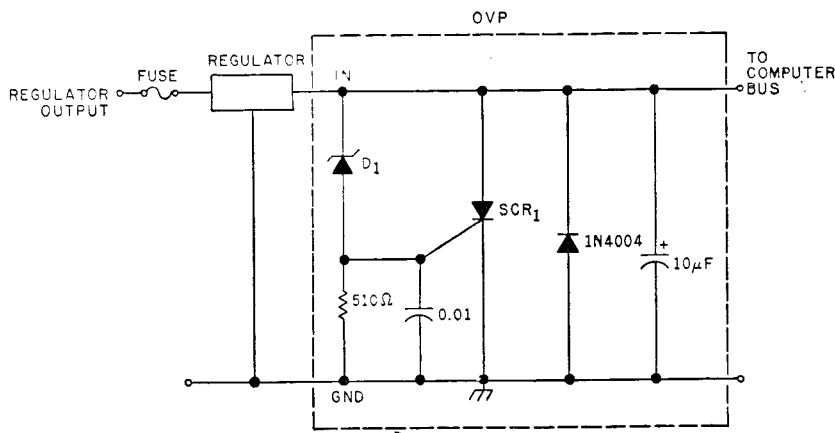 OVP
REGULATOR
FUSE
IN
TO
COMPUTER
BUS
REGULATOR
OUTPUT
D1
SCR1
1N4004
+
10µF
510Ω
0.01
GND